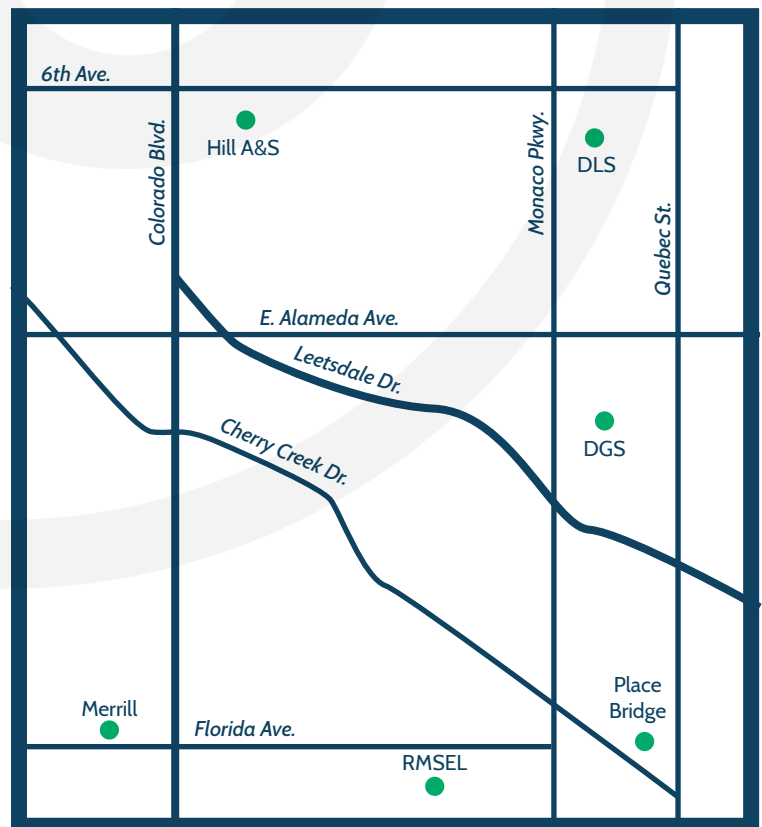 6th Ave.
Colorado Blvd.
Hill A&S
Monaco Pkwy.
DLS
Quebec St.
E. Alameda Ave.
Leetsdale Dr.
Cherry Creek Dr.
DGS
Place
Bridge
Merrill
Florida Ave.
RMSEL